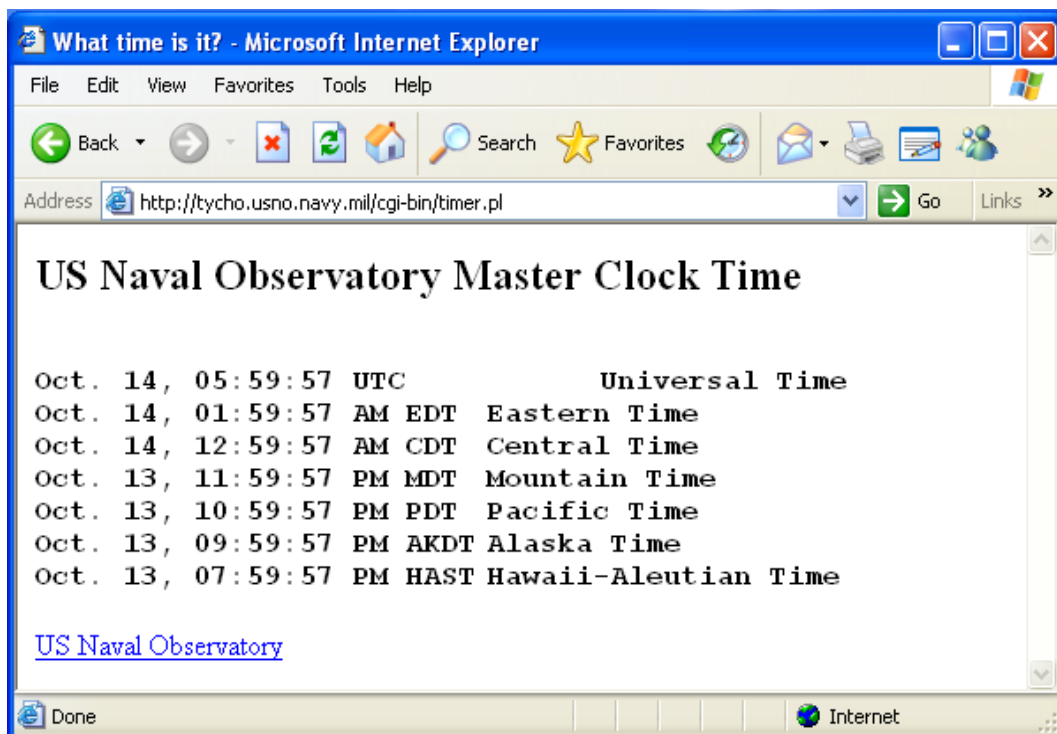 What time is it? - Microsoft Internet Explorer
File Edit View Favorites Tools Help
Back Search Favorites
Address http://tycho.usno.navy.mil/cgi-bin/timer.pl Go Links »
US Naval Observatory Master Clock Time
Oct. 14, 05:59:57 UTC Universal Time
Oct. 14, 01:59:57 AM EDT Eastern Time
Oct. 14, 12:59:57 AM CDT Central Time
Oct. 13, 11:59:57 PM MDT Mountain Time
Oct. 13, 10:59:57 PM PDT Pacific Time
Oct. 13, 09:59:57 PM AKDT Alaska Time
Oct. 13, 07:59:57 PM HAST Hawaii-Aleutian Time
US Naval Observatory
Done Internet